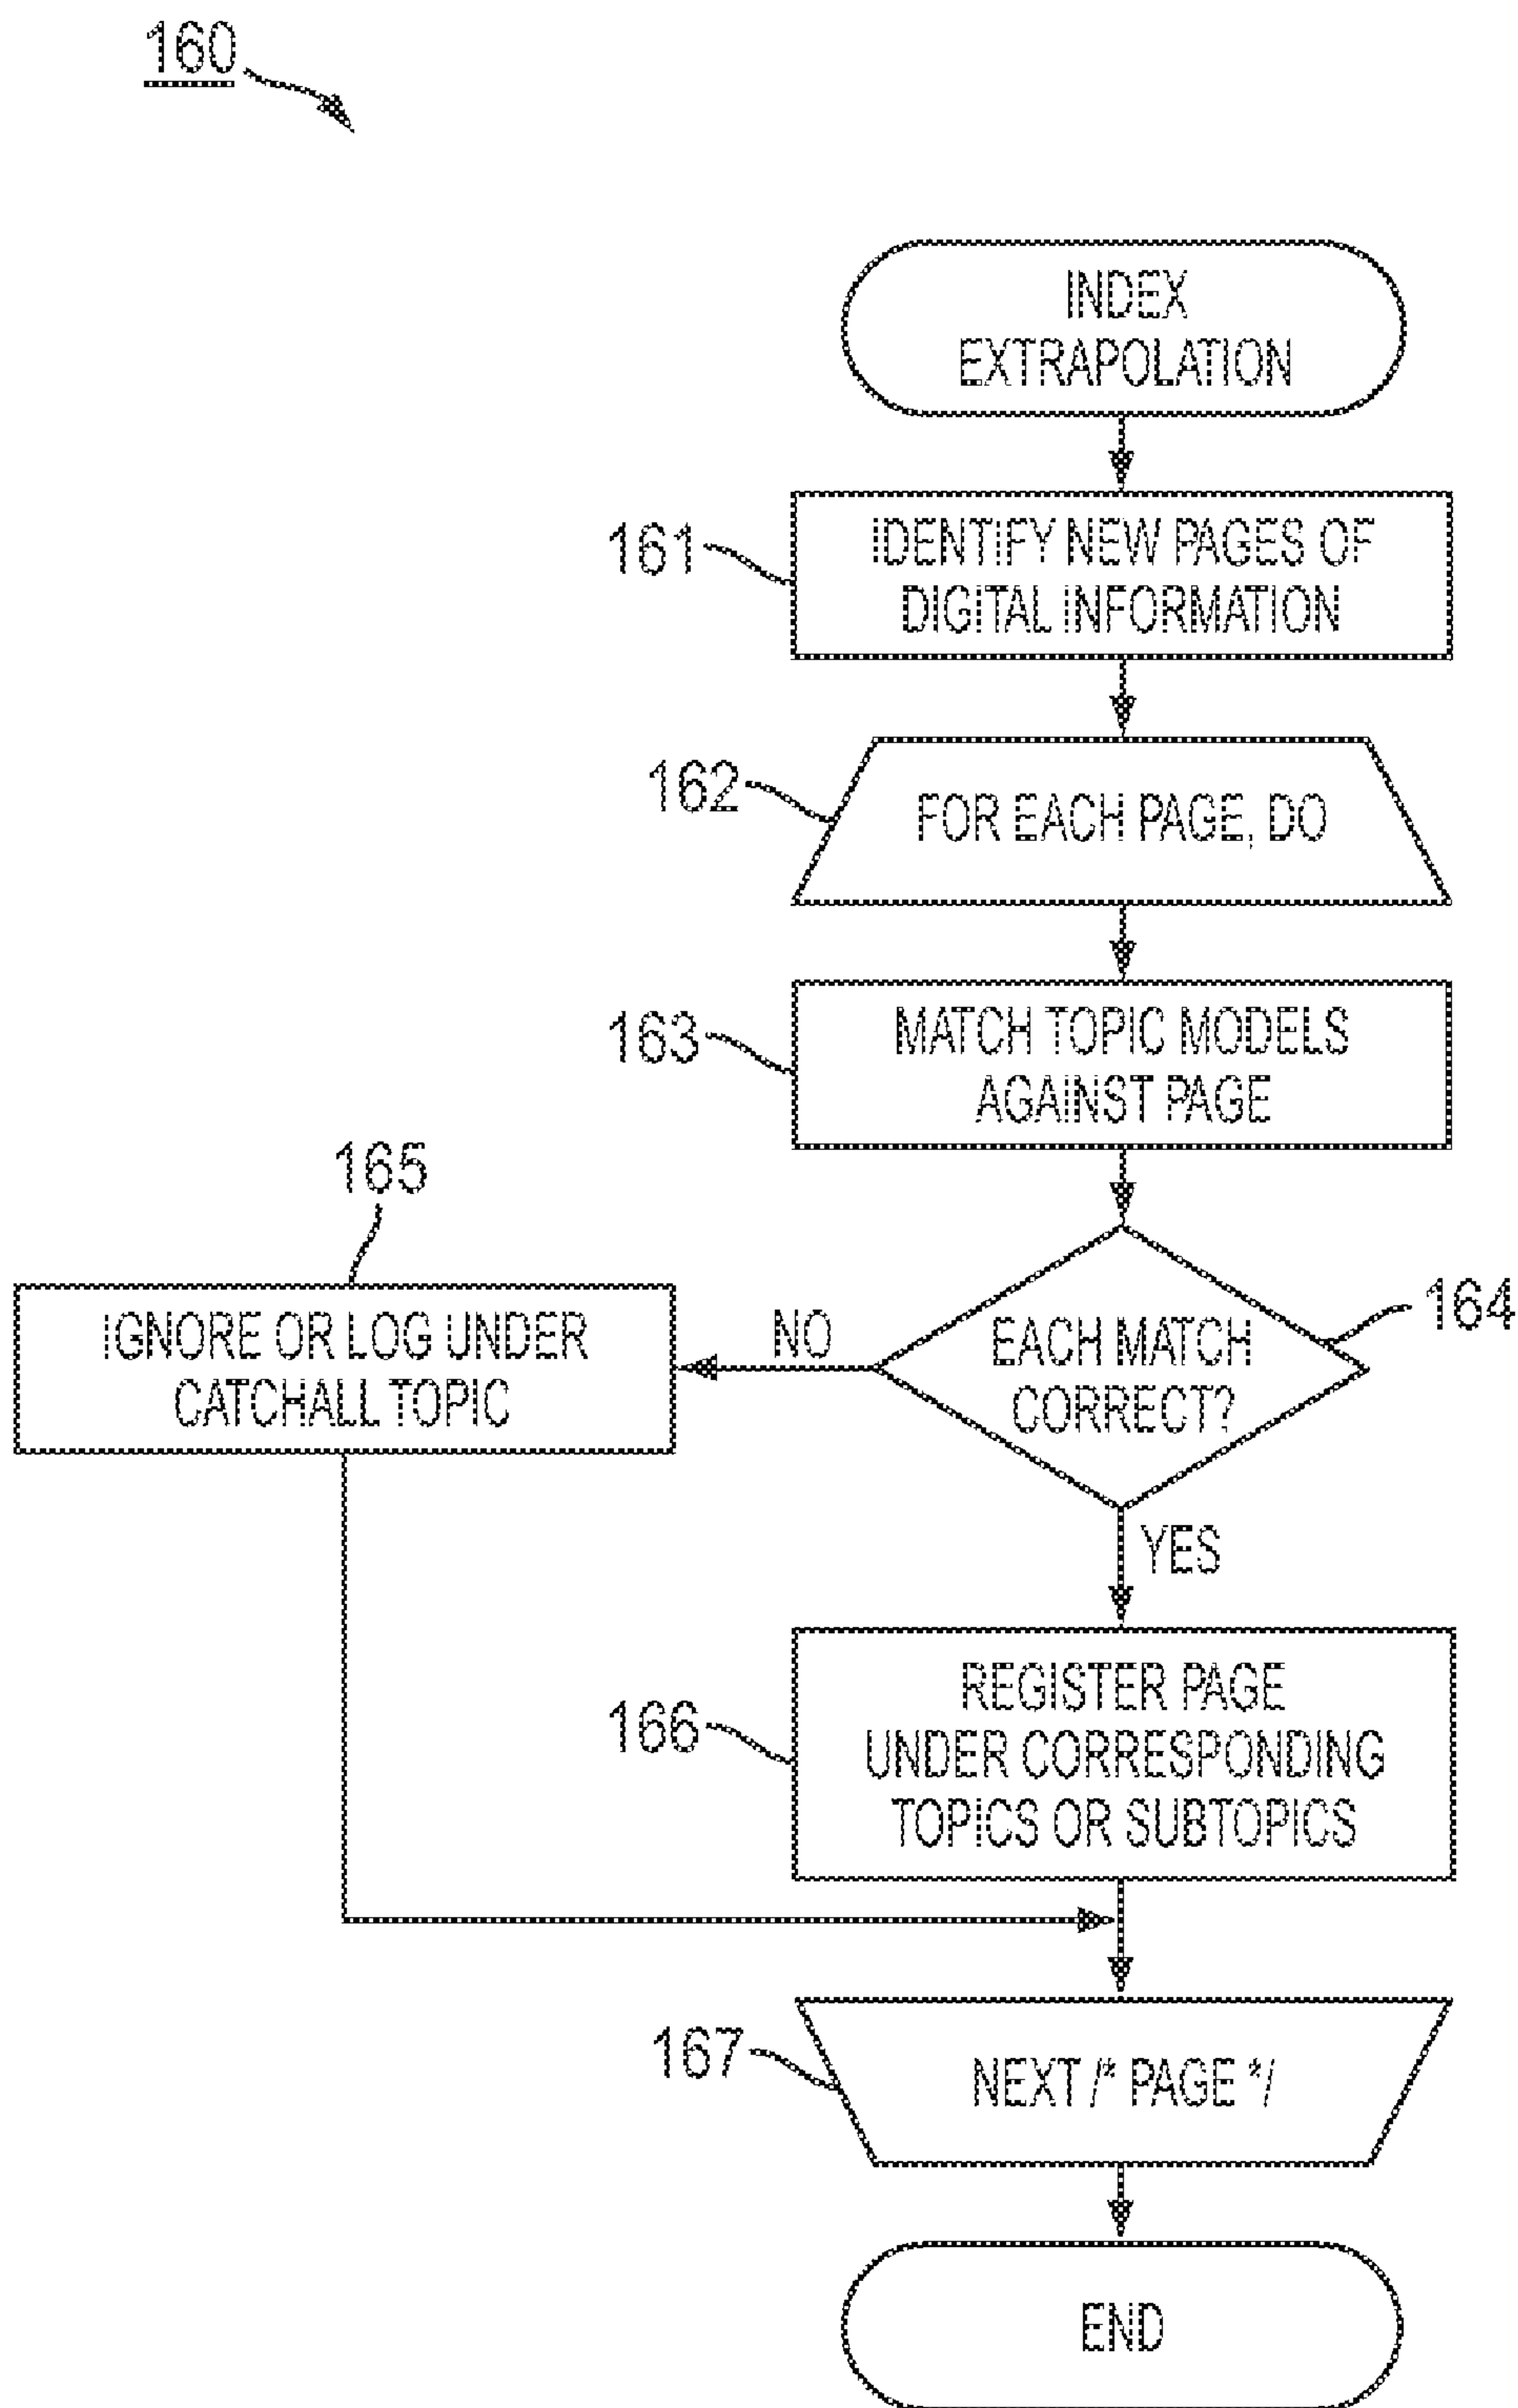 160
INDEX
EXTRAPOLATION
161
IDENTIFY NEW PAGES OF
DIGITAL INFORMATION
162
FOR EACH PAGE, DO
163
MATCH TOPIC MODELS
AGAINST PAGE
165
IGNORE OR LOG UNDER
CATCHALL TOPIC
NO
EACH MATCH
CORRECT?
164
YES
166
REGISTER PAGE
UNDER CORRESPONDING
TOPICS OR SUBTOPICS
167
NEXT /* PAGE */
END